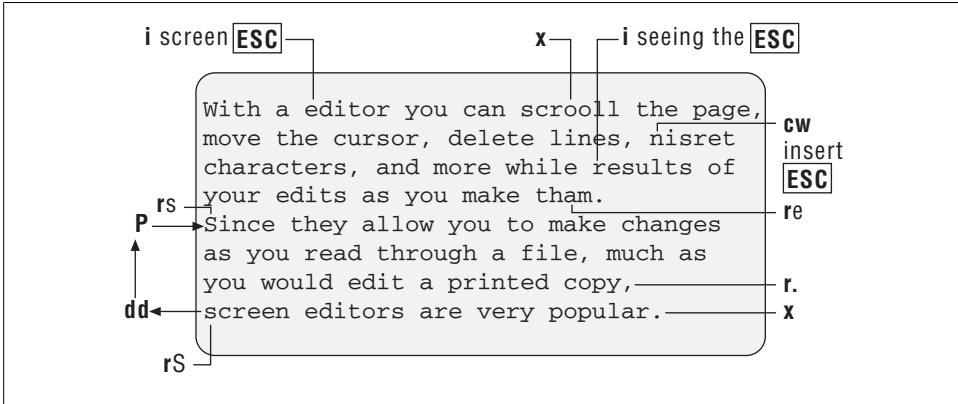 i screen ESC
x
i seeing the ESC
With a editor you can scrooll the page,
move the cursor, delete lines, nisret
cw
insert
ESC
characters, and more while results of
your edits as you make tham.
rs
re
P
Since they allow you to make changes
as you read through a file, much as
you would edit a printed copy,
r.
dd
screen editors are very popular.
x
rS